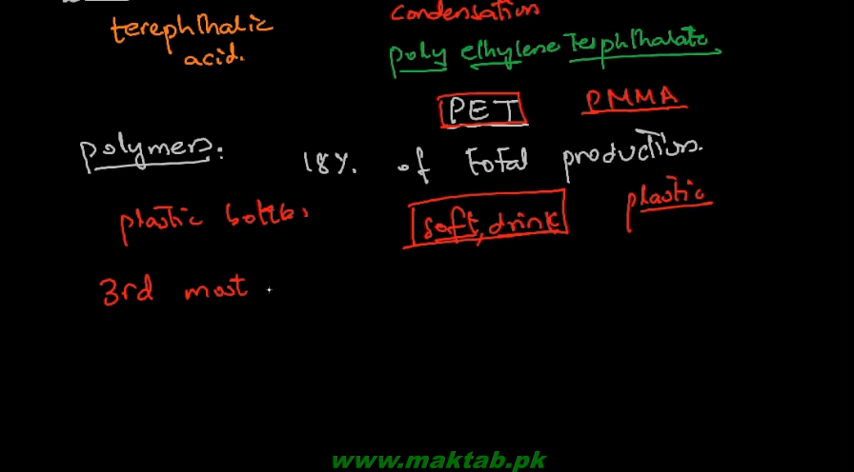 terephthalic
acid.
condensation
poly ethylene Terphthalate
PET
PMMA
polymers:
18%. of total production.
plastic bottles
soft, drink
plastic
3rd most
www.maktab.pk